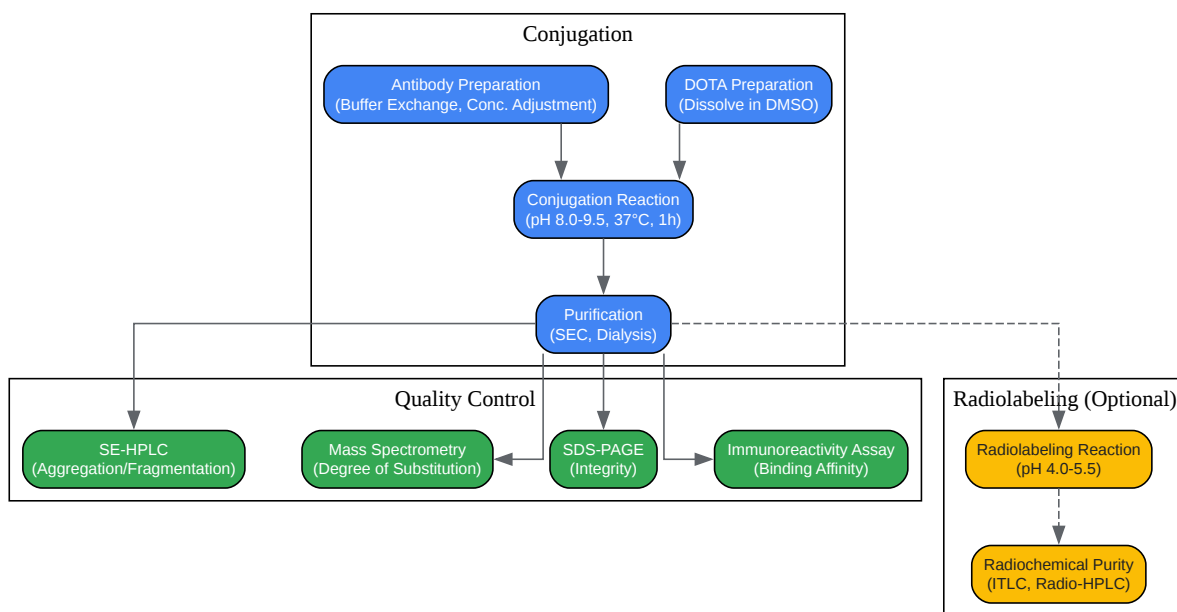 Conjugation
Antibody Preparation
(Buffer Exchange, Conc. Adjustment)
DOTA Preparation
(Dissolve in DMSO)
Conjugation Reaction
(pH 8.0-9.5, 37°C, 1h)
Purification
(SEC, Dialysis)
Quality Control
SE-HPLC
(Aggregation/Fragmentation)
Mass Spectrometry
(Degree of Substitution)
SDS-PAGE
(Integrity)
Immunoreactivity Assay
(Binding Affinity)
Radiolabeling (Optional)
Radiolabeling Reaction
(pH 4.0-5.5)
Radiochemical Purity
(ITLC, Radio-HPLC)